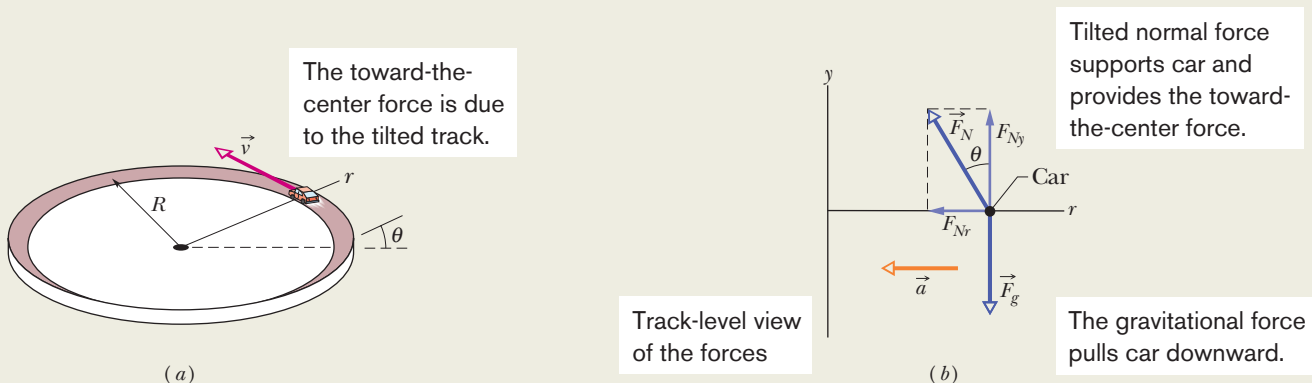 The toward-the-
center force is due
to the tilted track.
v
r
R
θ
(a)
y
F_N
F_Ny
θ
Car
r
F_Nr
a
F_g
Tilted normal force
supports car and
provides the toward-
the-center force.
Track-level view
of the forces
The gravitational force
pulls car downward.
(b)